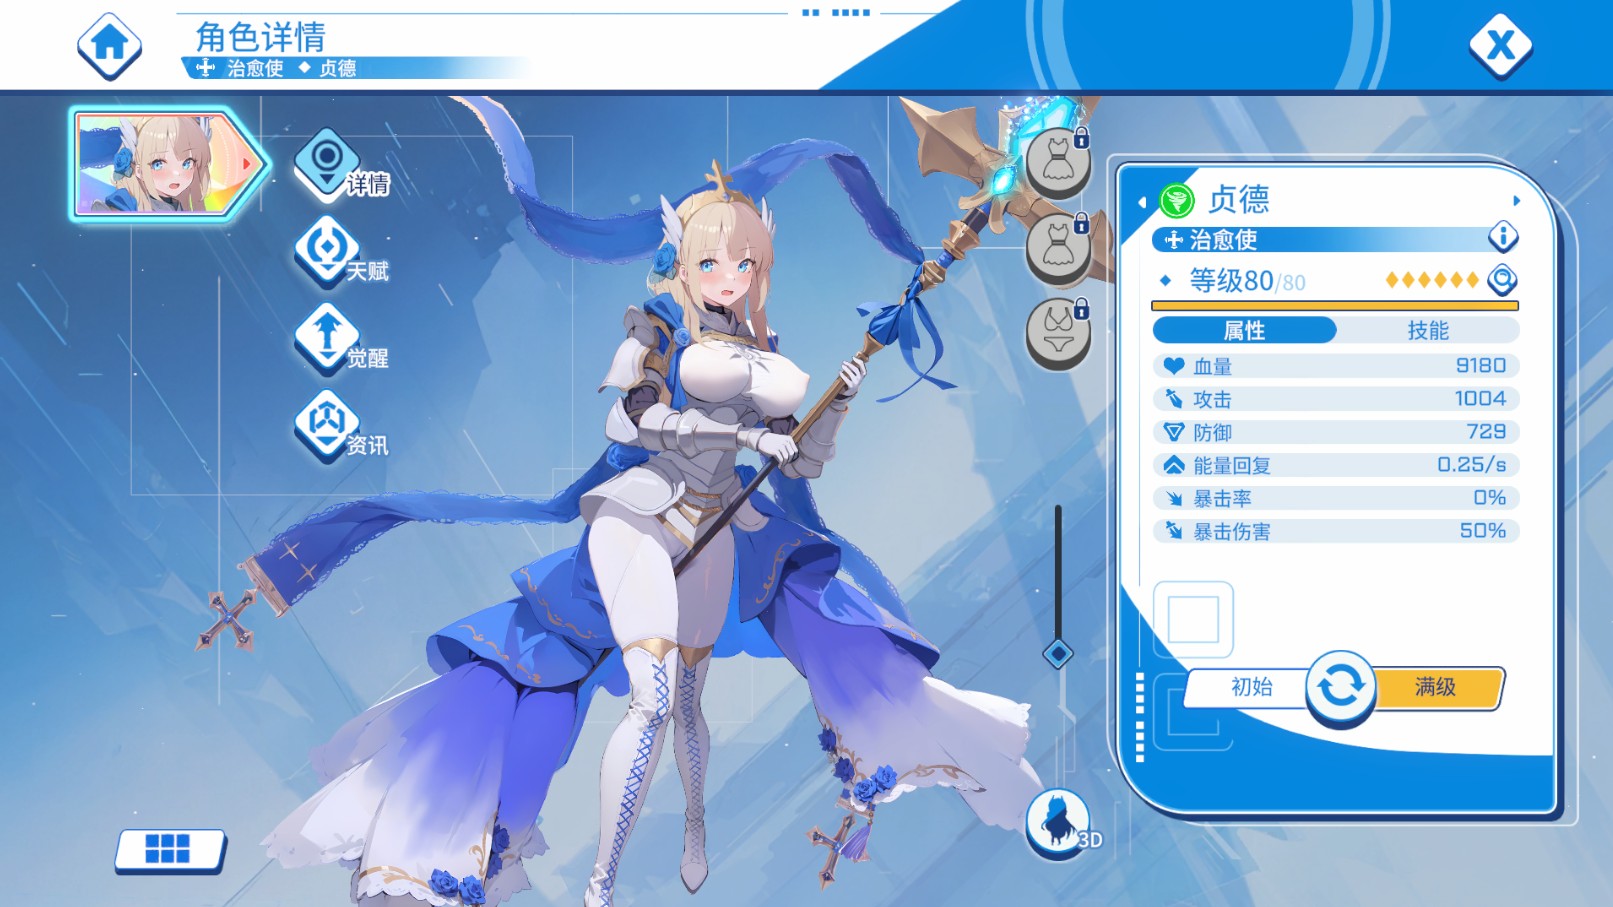 角色详情
治愈使 ◆ 贞德
详情
天赋
觉醒
资讯
3D
贞德
治愈使
等级80/80
属性 技能
血量 9180
攻击 1004
防御 729
能量回复 0.25/s
暴击率 0%
暴击伤害 50%
初始 满级